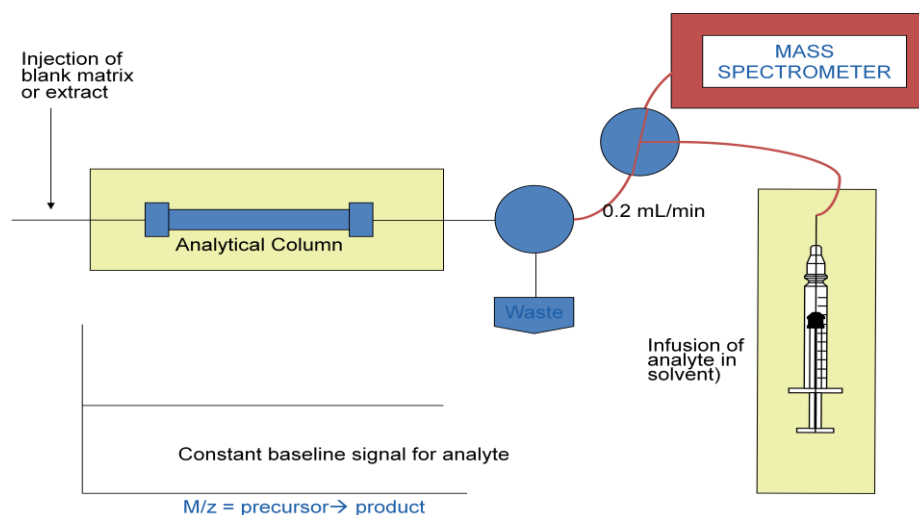 Injection of
blank matrix
or extract
MASS
SPECTROMETER
0.2 mL/min
Analytical Column
Waste
Infusion of
analyte in
solvent)
Constant baseline signal for analyte
M/z = precursor→ product